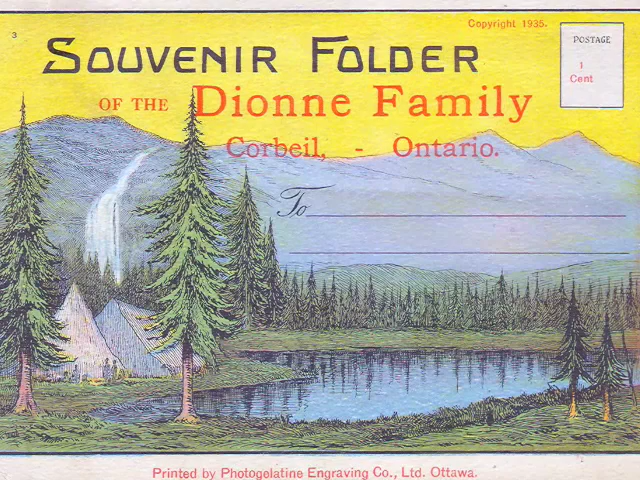 Copyright 1935.
3
SOUVENIR FOLDER
POSTAGE
1
Cent
OF THE Dionne Family
Corbeil, - Ontario.
To
Printed by Photogelatine Engraving Co., Ltd. Ottawa.